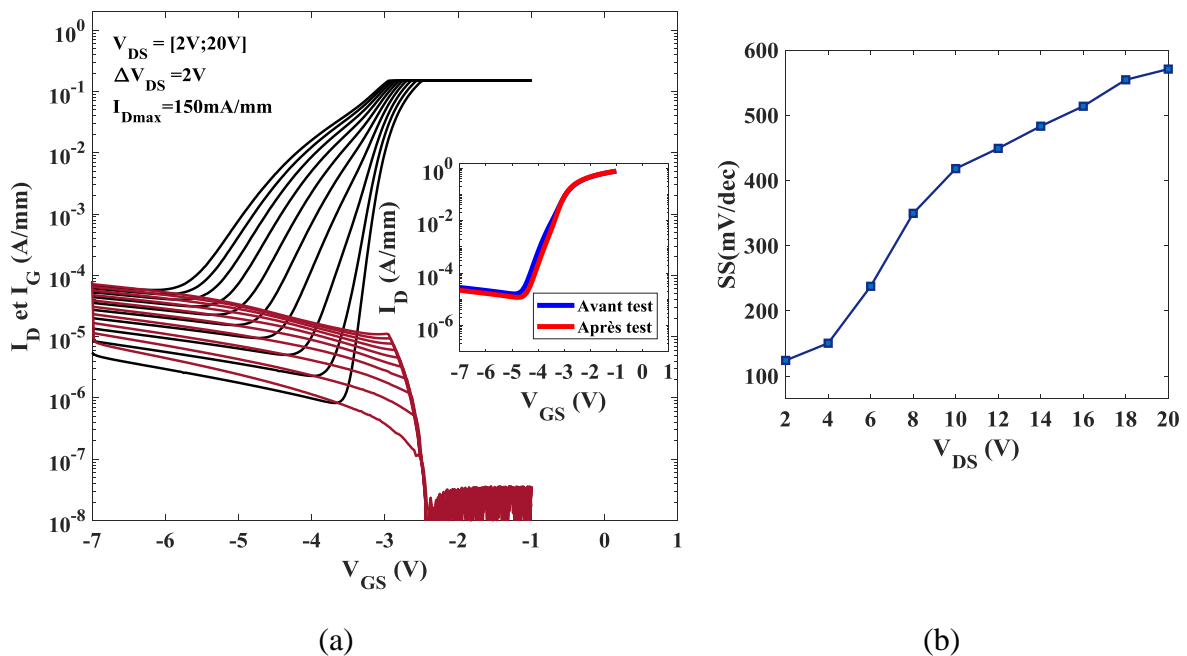 V_DS = [2V;20V]
ΔV_DS =2V
I_Dmax=150mA/mm
I_D et I_G (A/mm)
10^0
10^-1
10^-2
10^-3
10^-4
10^-5
10^-6
10^-7
10^-8
-7 -6 -5 -4 -3 -2 -1 0 1
V_GS (V)
I_D (A/mm)
10^0
10^-2
10^-4
10^-6
Avant test
Après test
-7 -6 -5 -4 -3 -2 -1 0 1
V_GS (V)
(a)
SS(mV/dec)
600
500
400
300
200
100
2 4 6 8 10 12 14 16 18 20
V_DS (V)
(b)